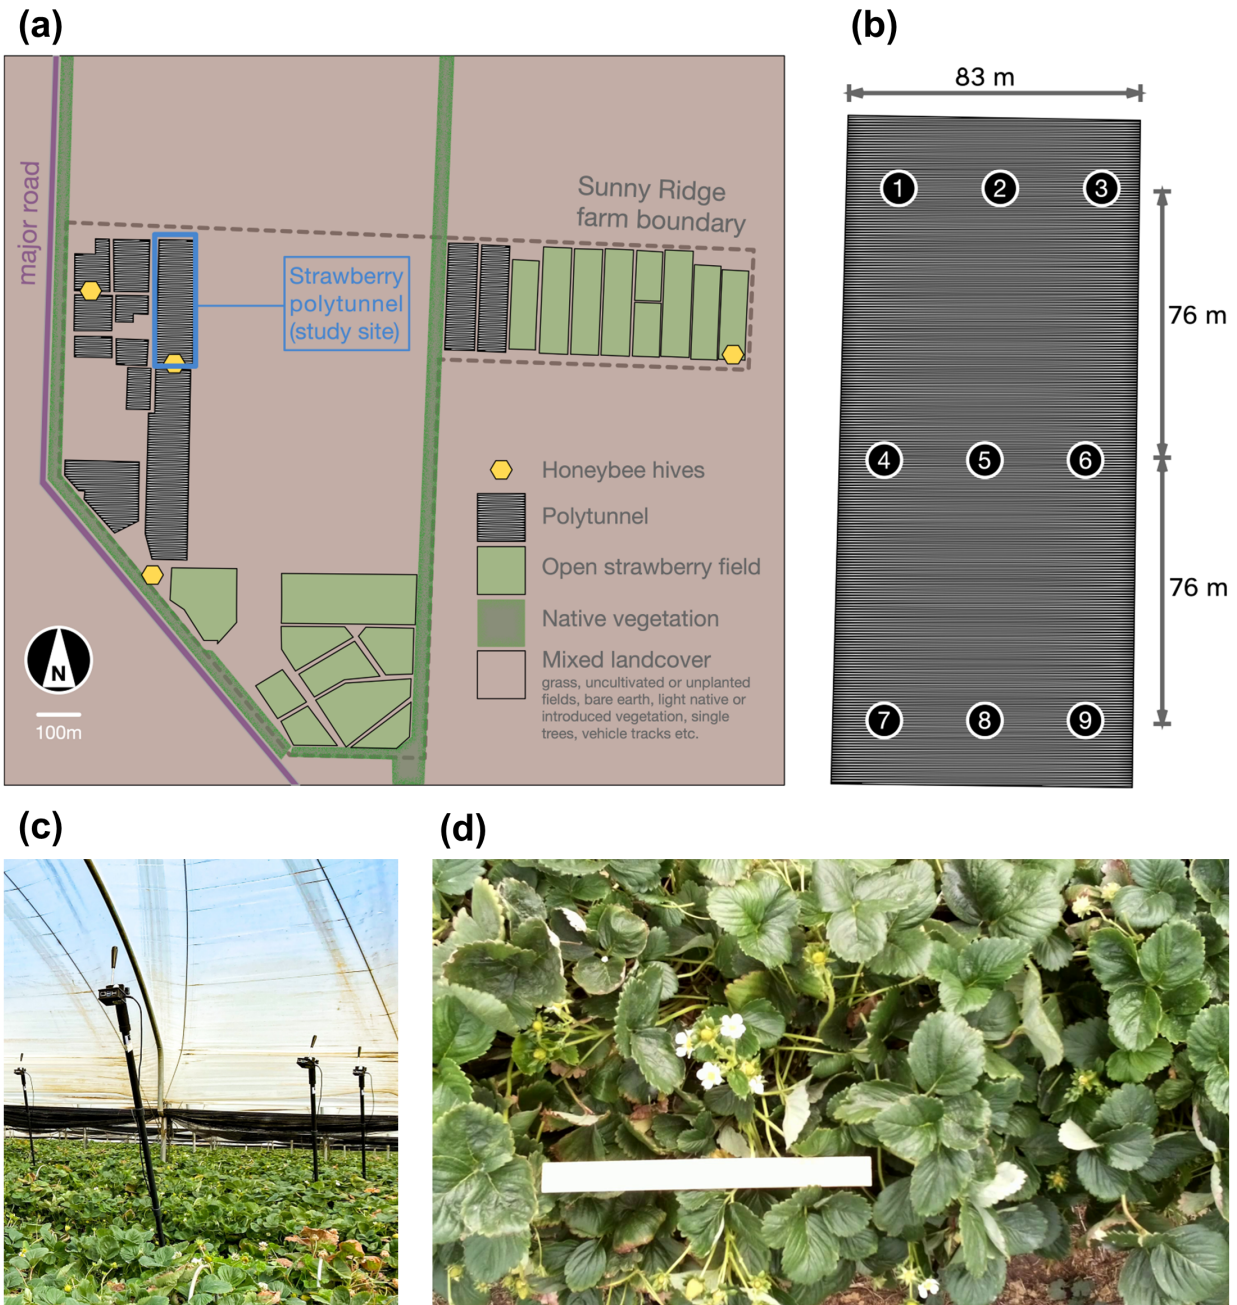 (a)
(b)
major road
Sunny Ridge
farm boundary
Strawberry
polytunnel
(study site)
Honeybee hives
Polytunnel
Open strawberry field
Native vegetation
Mixed landcover
grass, uncultivated or unplanted
fields, bare earth, light native or
introduced vegetation, single
trees, vehicle tracks etc.
N
100m
83 m
1 2 3
76 m
4 5 6
76 m
7 8 9
(c)
(d)